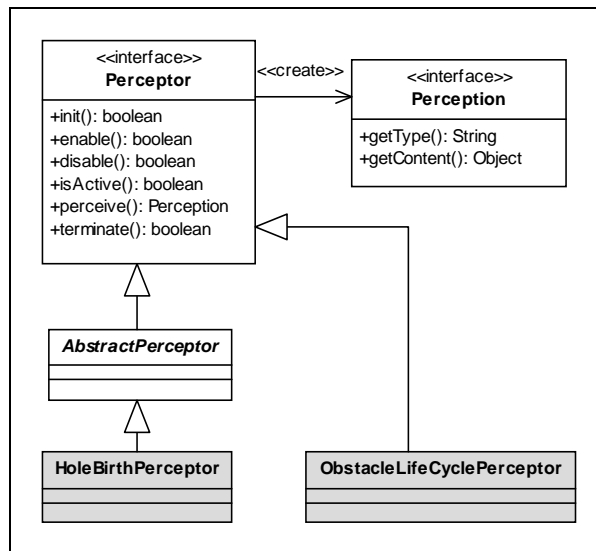 <<interface>>
Perceptor
+init(): boolean
+enable(): boolean
+disable(): boolean
+isActive(): boolean
+perceive(): Perception
+terminate(): boolean
<<create>>
<<interface>>
Perception
+getType(): String
+getContent(): Object
AbstractPerceptor
HoleBirthPerceptor
ObstacleLifeCyclePerceptor